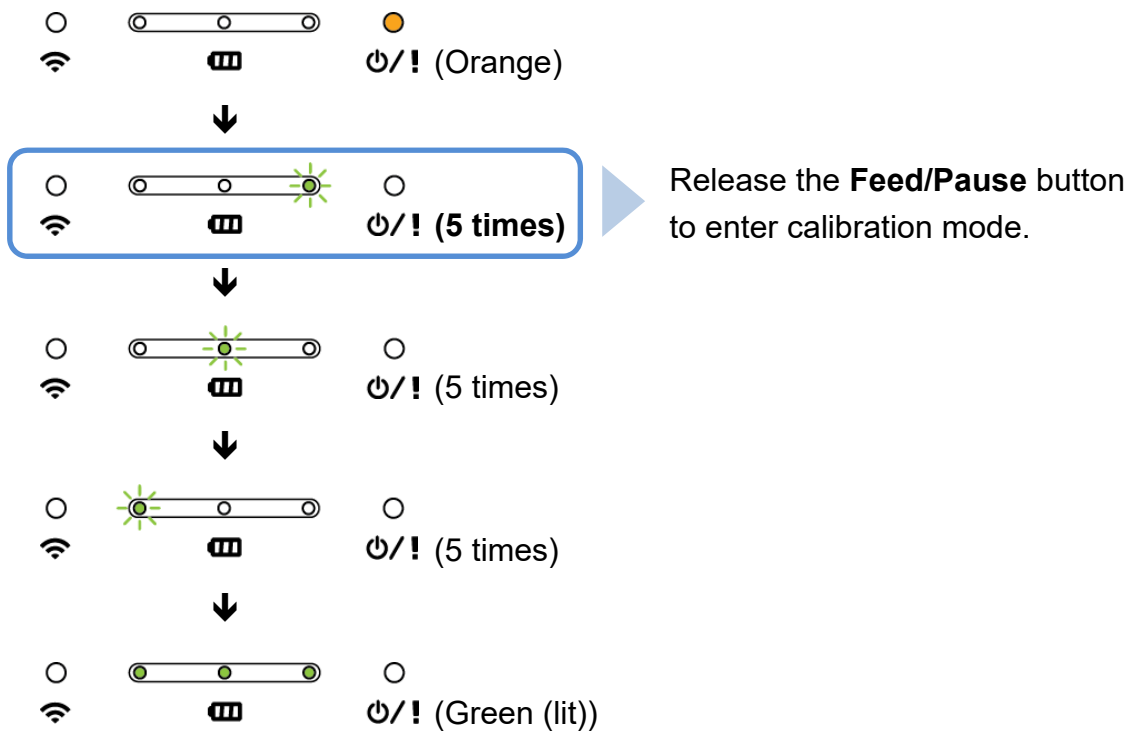 (Orange)
(5 times)
Release the Feed/Pause button
to enter calibration mode.
(5 times)
(5 times)
(Green (lit))